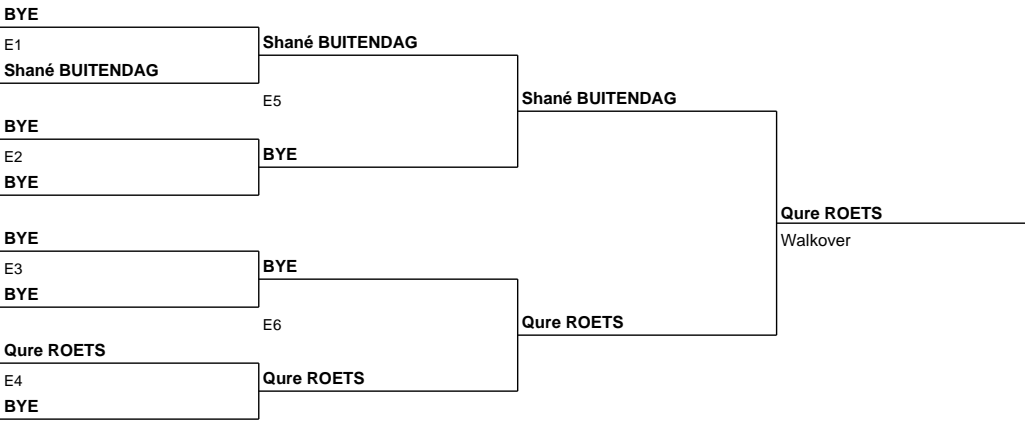 BYE
E1
Shané BUITENDAG
Shané BUITENDAG
E5
Shané BUITENDAG
BYE
E2
BYE
BYE
Qure ROETS
Walkover
BYE
E3
BYE
BYE
E6
Qure ROETS
Qure ROETS
E4
Qure ROETS
BYE